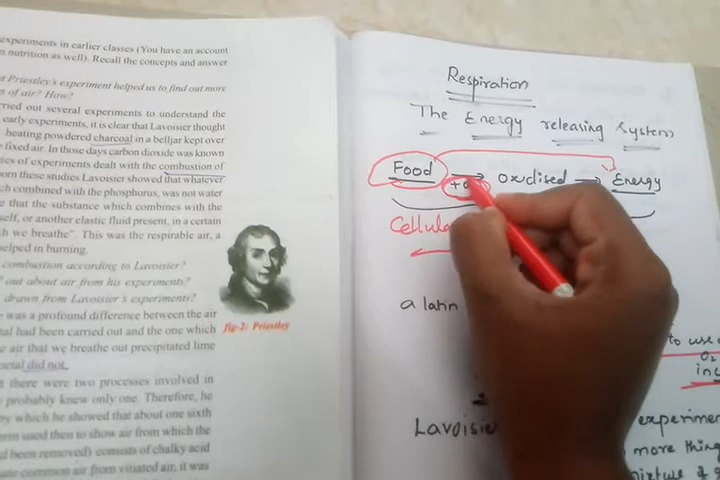 experiments in earlier classes (You have an account
nutrition as well). Recall the concepts and answer
Priestley's experiment helped us to find out more
of air? How?
out several experiments to understand the
early experiments, it is clear that Lavoisier thought
heating powdered charcoal in a belljar kept over
fixed air. In those days carbon dioxide was known
of experiments dealt with the combustion of
these studies Lavoisier showed that whatever
combined with the phosphorus, was not water
that the substance which combines with the
or another elastic fluid present, in a certain
we breathe". This was the respirable air, a
in burning.
combustion according to Lavoisier?
out about air from his experiments?
drawn from Lavoisier's experiments?
was a profound difference between the air
had been carried out and the one which
air that we breathe out precipitated lime
did not.
there were two processes involved in
probably knew only one. Therefore, he
by which he showed that about one sixth
used then to show air from which the
been removed) consists of chalky acid
common air from vitiated air, it was
fig-2: Priestley
Respiration
The Energy releasing System
Food → oxidised → Energy
a latin
to use
O2
more thing